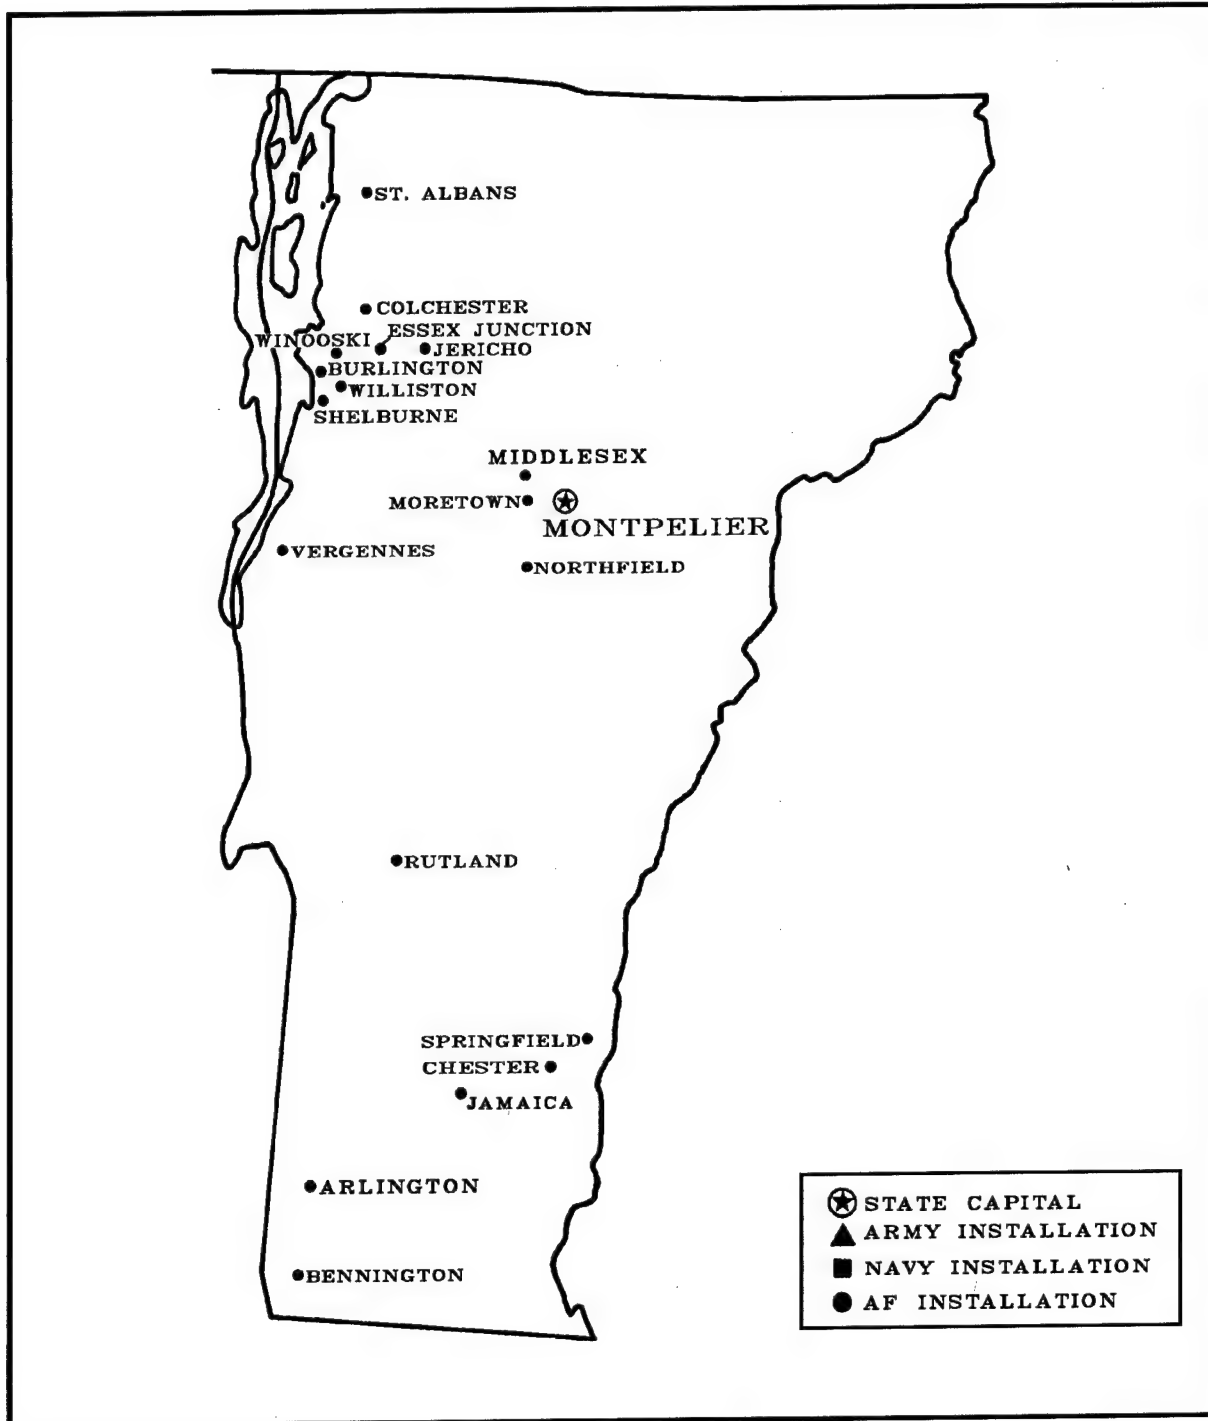 ST. ALBANS
COLCHESTER
ESSEX JUNCTION
WINOOSKI
JERICHO
BURLINGTON
WILLISTON
SHELBURNE
MIDDLESEX
MORETOWN
MONTPELIER
VERGENNES
NORTHFIELD
RUTLAND
SPRINGFIELD
CHESTER
JAMAICA
ARLINGTON
BENNINGTON
STATE CAPITAL
ARMY INSTALLATION
NAVY INSTALLATION
AF INSTALLATION